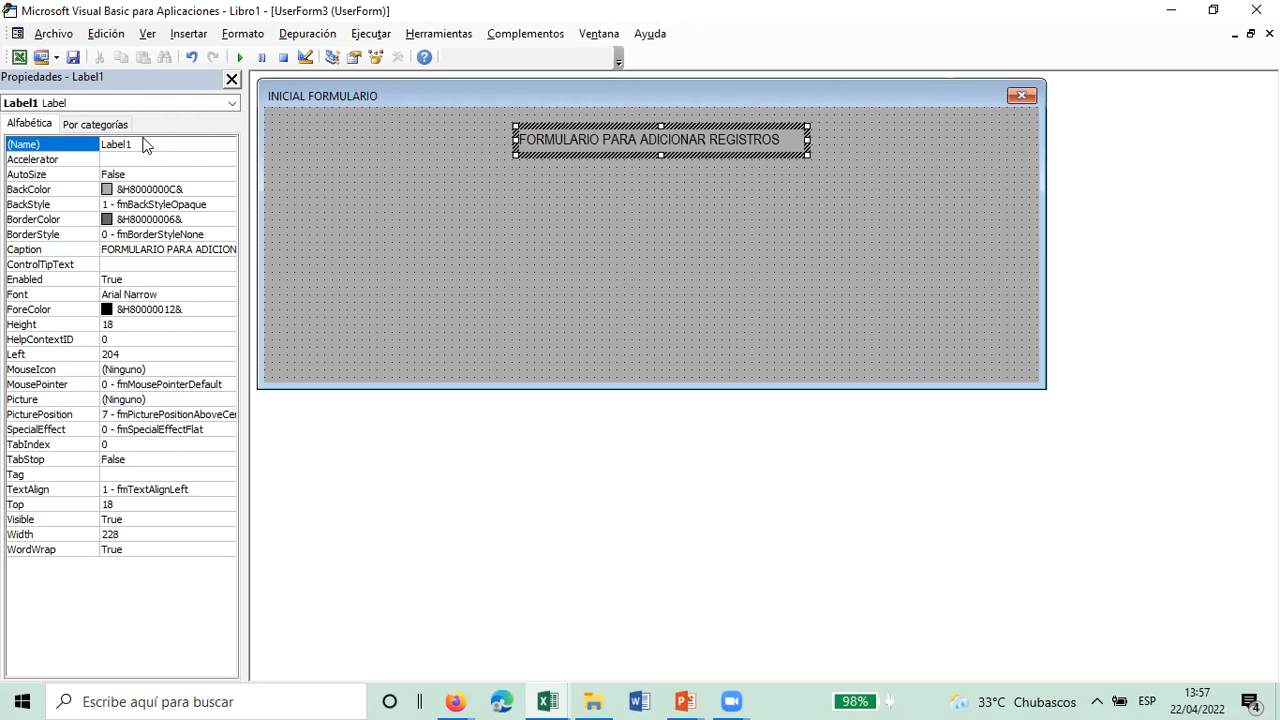 Microsoft Visual Basic para Aplicaciones - Libro1 - [UserForm3 (UserForm)]
Archivo Edición Ver Insertar Formato Depuración Ejecutar Herramientas Complementos Ventana Ayuda
Propiedades - Label1
Label1 Label
Alfabética Por categorías
(Name) Label1
Accelerator
AutoSize False
BackColor &H8000000C&
BackStyle 1 - fmBackStyleOpaque
BorderColor &H80000006&
BorderStyle 0 - fmBorderStyleNone
Caption FORMULARIO PARA ADICION
ControlTipText
Enabled True
Font Arial Narrow
ForeColor &H80000012&
Height 18
HelpContextID 0
Left 204
MouseIcon (Ninguno)
MousePointer 0 - fmMousePointerDefault
Picture (Ninguno)
PicturePosition 7 - fmPicturePositionAboveCe
SpecialEffect 0 - fmSpecialEffectFlat
TabIndex 0
TabStop False
Tag
TextAlign 1 - fmTextAlignLeft
Top 18
Visible True
Width 228
WordWrap True
INICIAL FORMULARIO
FORMULARIO PARA ADICIONAR REGISTROS
Escribe aquí para buscar
98%
33°C Chubascos
ESP
13:57
22/04/2022
4